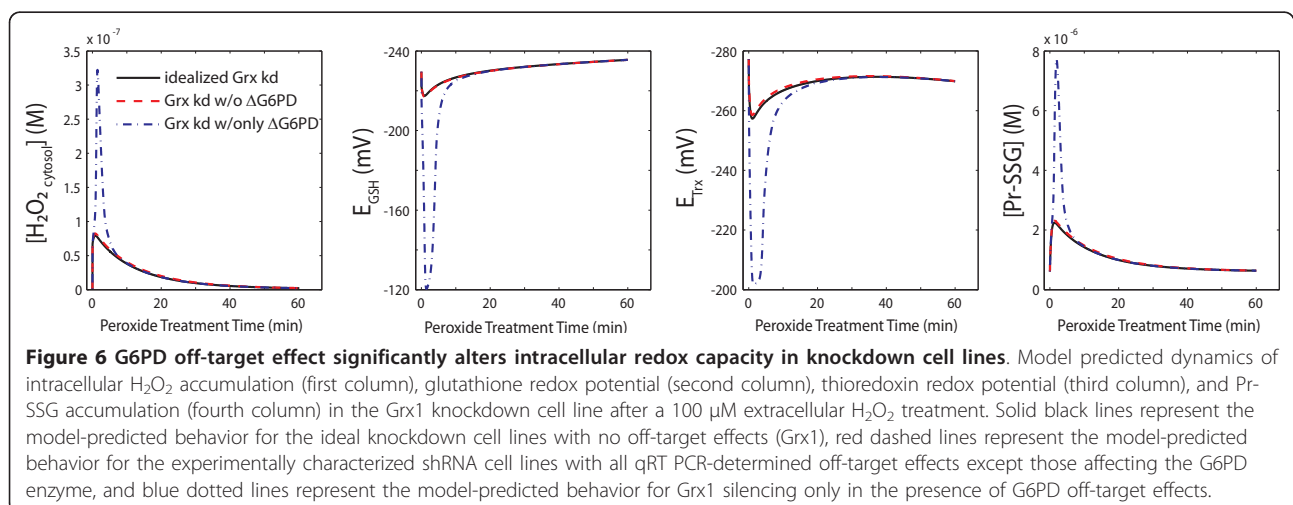 x 10⁻⁷
3.5
3
2.5
2
1.5
1
0.5
0
[H₂O₂ cytosol] (M)
idealized Grx kd
Grx kd w/o ΔG6PD
Grx kd w/only ΔG6PD
0 20 40 60
Peroxide Treatment Time (min)
-240
-200
-160
-120
E_GSH (mV)
0 20 40 60
Peroxide Treatment Time (min)
-280
-260
-240
-220
-200
E_Trx (mV)
0 20 40 60
Peroxide Treatment Time (min)
x 10⁻⁶
8
6
4
2
0
[Pr-SSG] (M)
0 20 40 60
Peroxide Treatment Time (min)
Figure 6 G6PD off-target effect significantly alters intracellular redox capacity in knockdown cell lines. Model predicted dynamics of
intracellular H₂O₂ accumulation (first column), glutathione redox potential (second column), thioredoxin redox potential (third column), and Pr-
SSG accumulation (fourth column) in the Grx1 knockdown cell line after a 100 μM extracellular H₂O₂ treatment. Solid black lines represent the
model-predicted behavior for the ideal knockdown cell lines with no off-target effects (Grx1), red dashed lines represent the model-predicted
behavior for the experimentally characterized shRNA cell lines with all qRT PCR-determined off-target effects except those affecting the G6PD
enzyme, and blue dotted lines represent the model-predicted behavior for Grx1 silencing only in the presence of G6PD off-target effects.